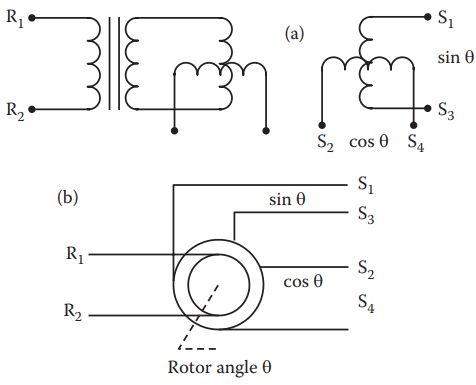 R1
(a)
S1
sin θ
R2
S3
S2 cos θ S4
(b)
S1
sin θ
S3
R1
S2
cos θ
S4
R2
Rotor angle θ